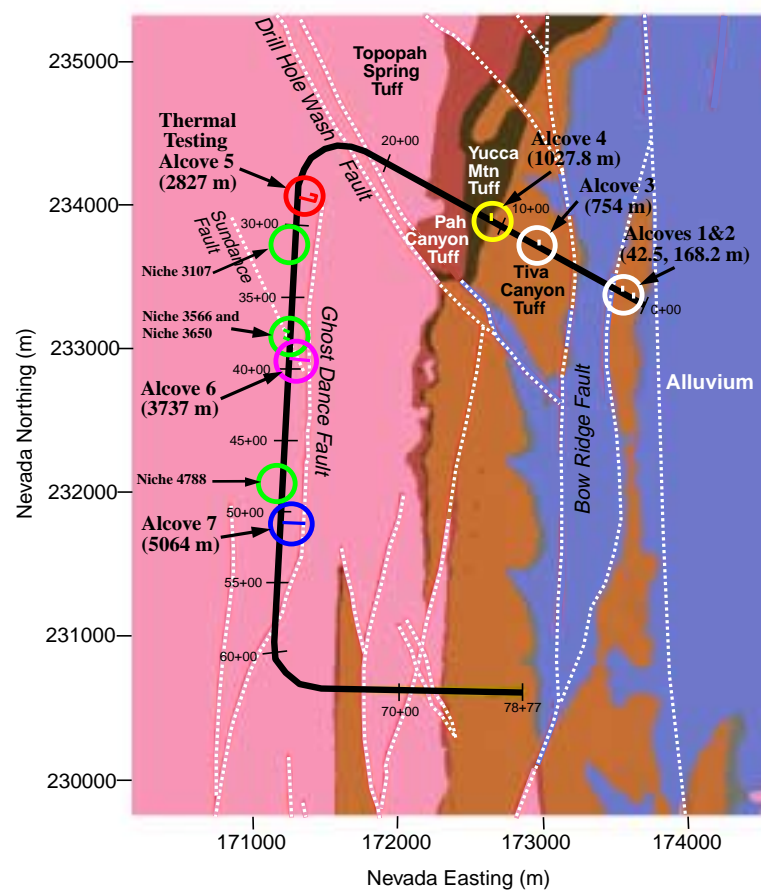 235000
234000
233000
232000
231000
230000
Nevada Northing (m)
171000
172000
173000
174000
Nevada Easting (m)
Drill Hole Wash
Fault
Topopah
Spring
Tuff
Thermal
Testing
Alcove 5
(2827 m)
20+00
Yucca
Mtn
Tuff
Alcove 4
(1027.8 m)
10+00
Alcove 3
(754 m)
Pah
Canyon
Tuff
Tiva
Canyon
Tuff
Alcoves 1&2
(42.5, 168.2 m)
0+00
Sundance
Fault
30+00
Niche 3107
35+00
Niche 3566 and
Niche 3650
Ghost Dance Fault
40+00
Alcove 6
(3737 m)
Alluvium
Bow Ridge Fault
45+00
Niche 4788
50+00
Alcove 7
(5064 m)
55+00
60+00
70+00
78+77